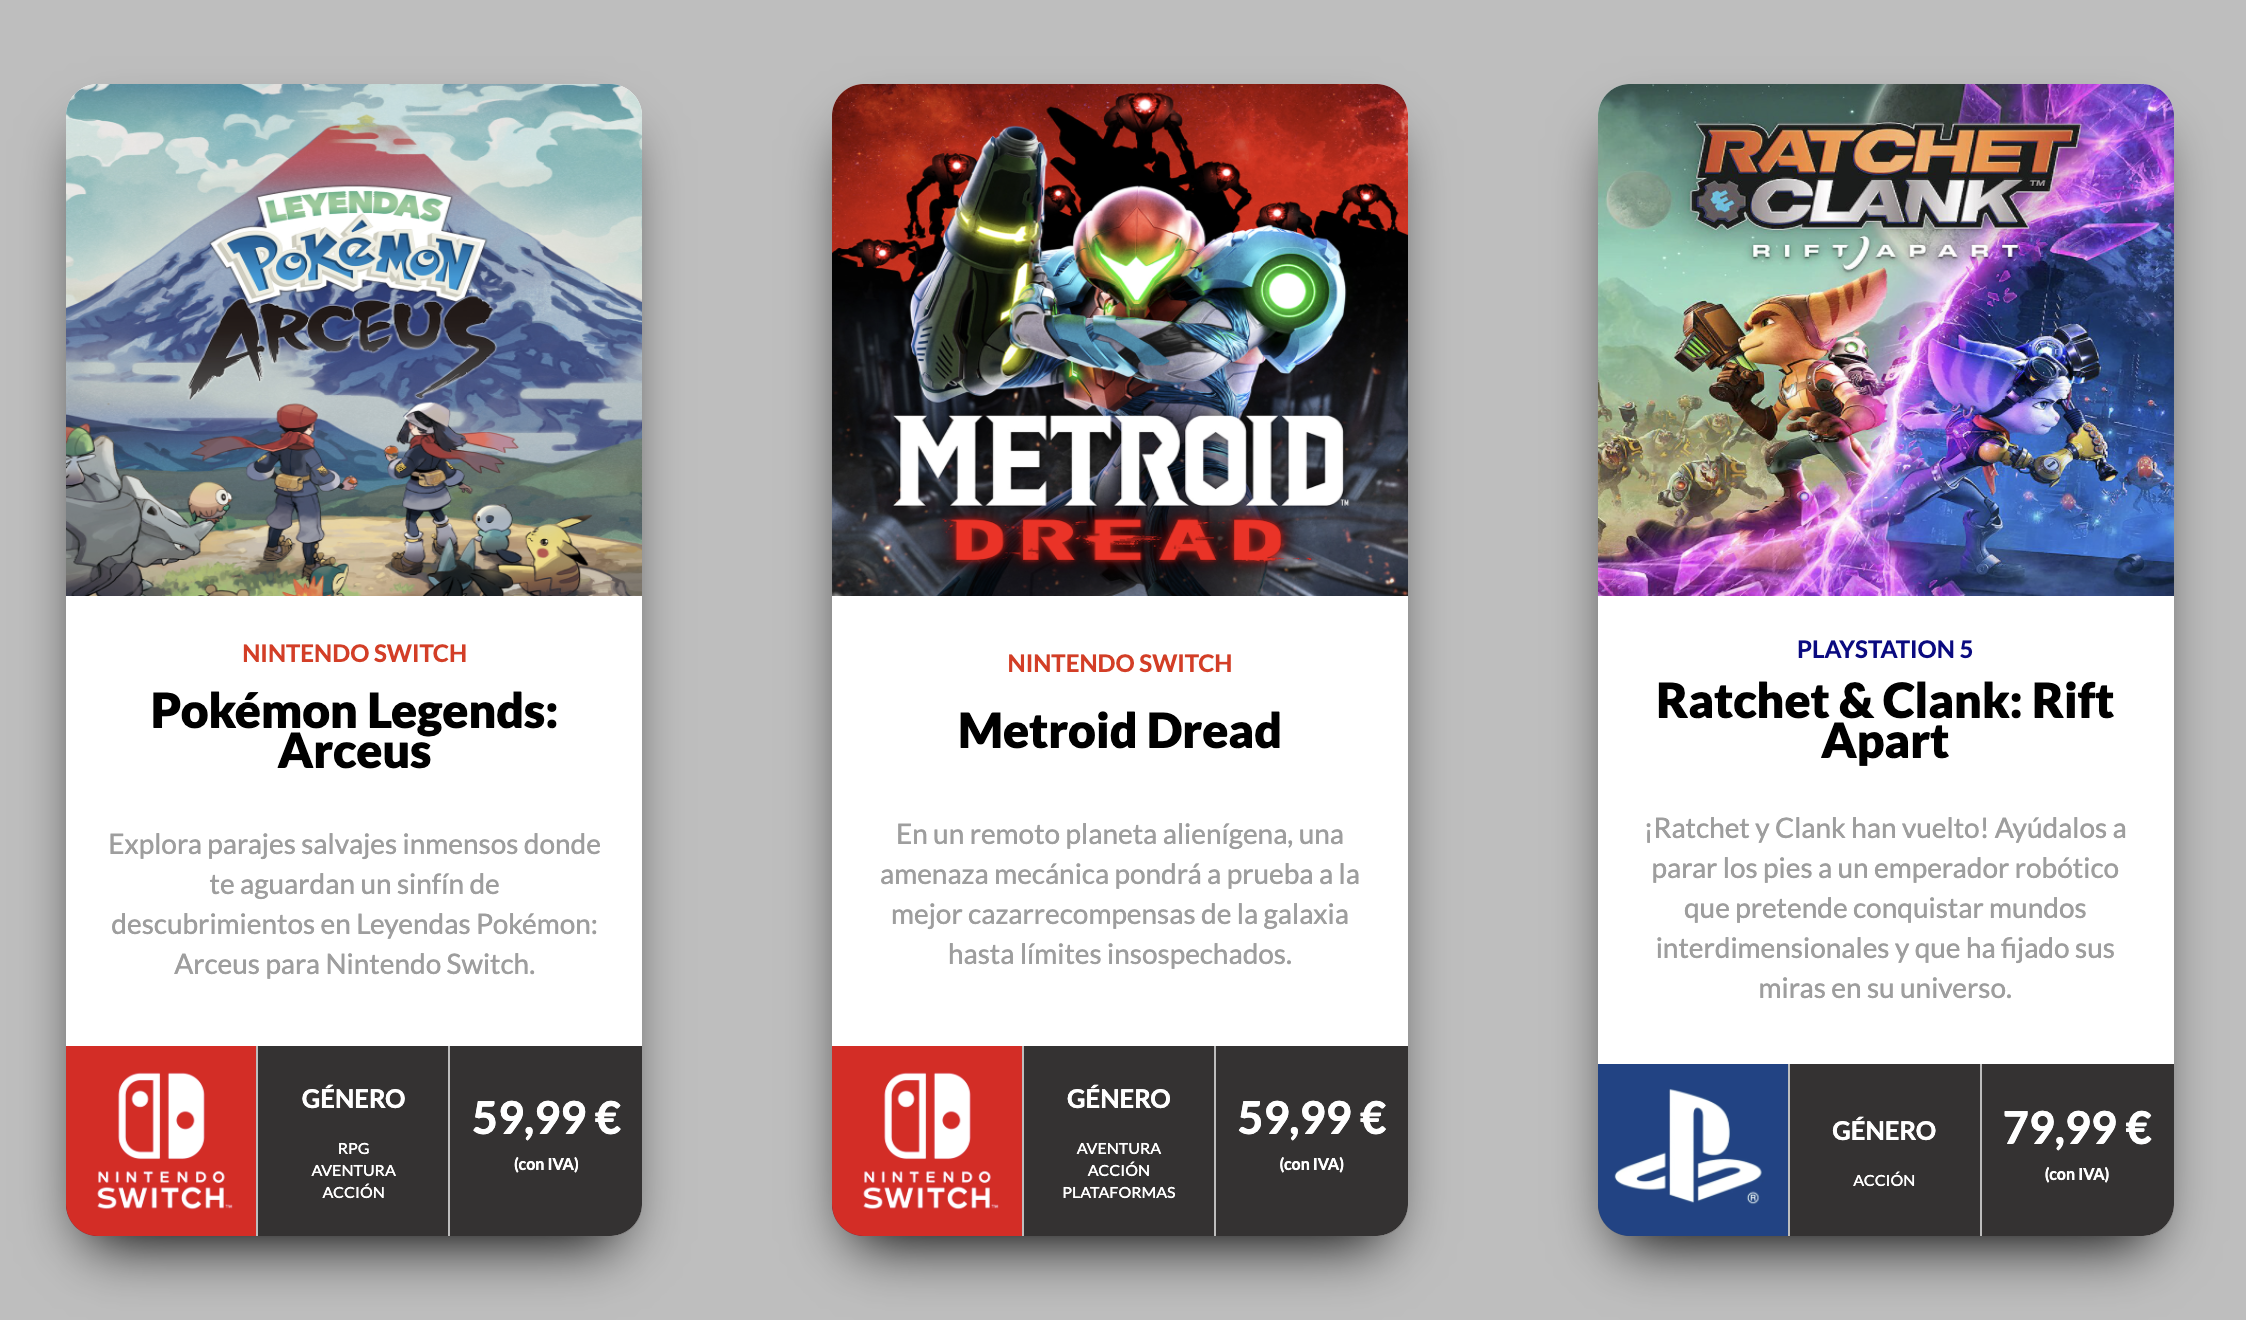 LEYENDAS
POKéMON
ARCEUS
NINTENDO SWITCH
Pokémon Legends:
Arceus
Explora parajes salvajes inmensos donde
te aguardan un sinfín de
descubrimientos en Leyendas Pokémon:
Arceus para Nintendo Switch.
NINTENDO
SWITCH™
GÉNERO
RPG
AVENTURA
ACCIÓN
59,99 €
(con IVA)
METROID™
DREAD
NINTENDO SWITCH
Metroid Dread
En un remoto planeta alienígena, una
amenaza mecánica pondrá a prueba a la
mejor cazarrecompensas de la galaxia
hasta límites insospechados.
NINTENDO
SWITCH™
GÉNERO
AVENTURA
ACCIÓN
PLATAFORMAS
59,99 €
(con IVA)
RATCHET
CLANK™
RIFT APART
PLAYSTATION 5
Ratchet & Clank: Rift
Apart
¡Ratchet y Clank han vuelto! Ayúdalos a
parar los pies a un emperador robótico
que pretende conquistar mundos
interdimensionales y que ha fijado sus
miras en su universo.
®
GÉNERO
ACCIÓN
79,99 €
(con IVA)